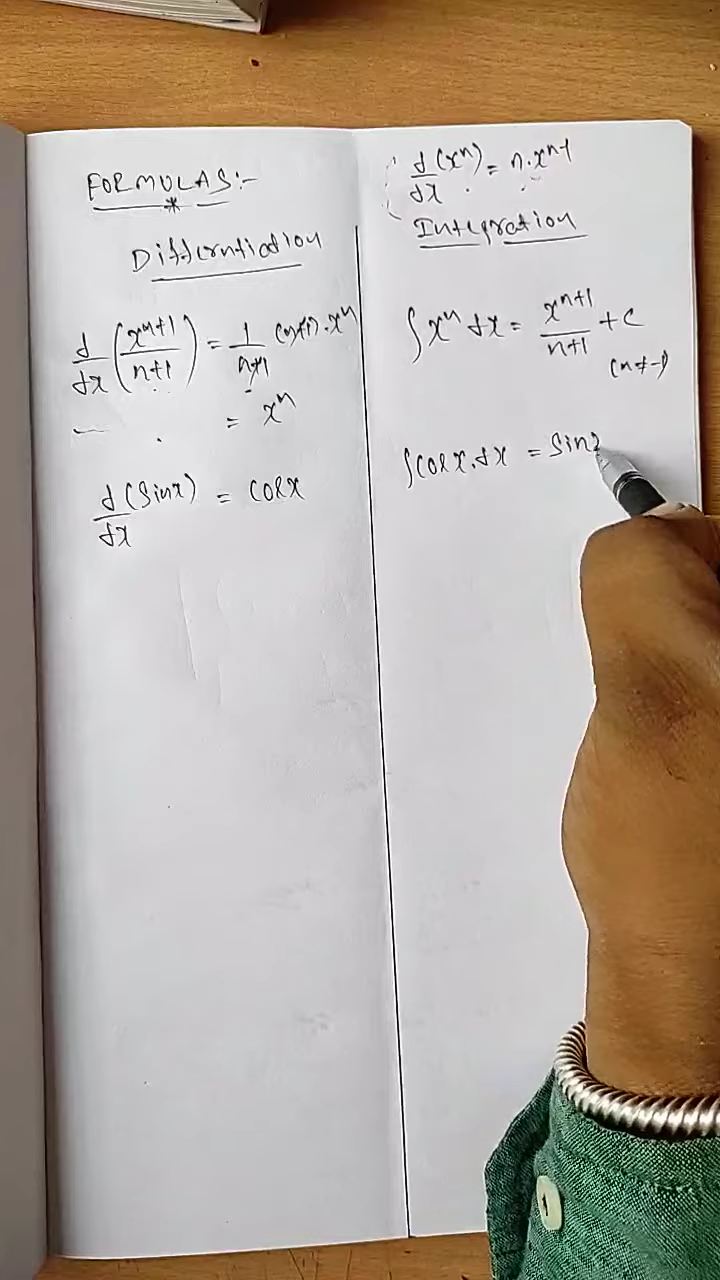 FORMULAS:-
Differntiation
d/dx (x^n+1/n+1) = 1/n+1 (n+1).x^n
= x^n
d/dx (sinx) = cosx
d/dx (x^n) = n.x^n-1
Integration
∫x^n dx = x^n+1/n+1 + c
(n≠-1)
∫cosx.dx = sinx